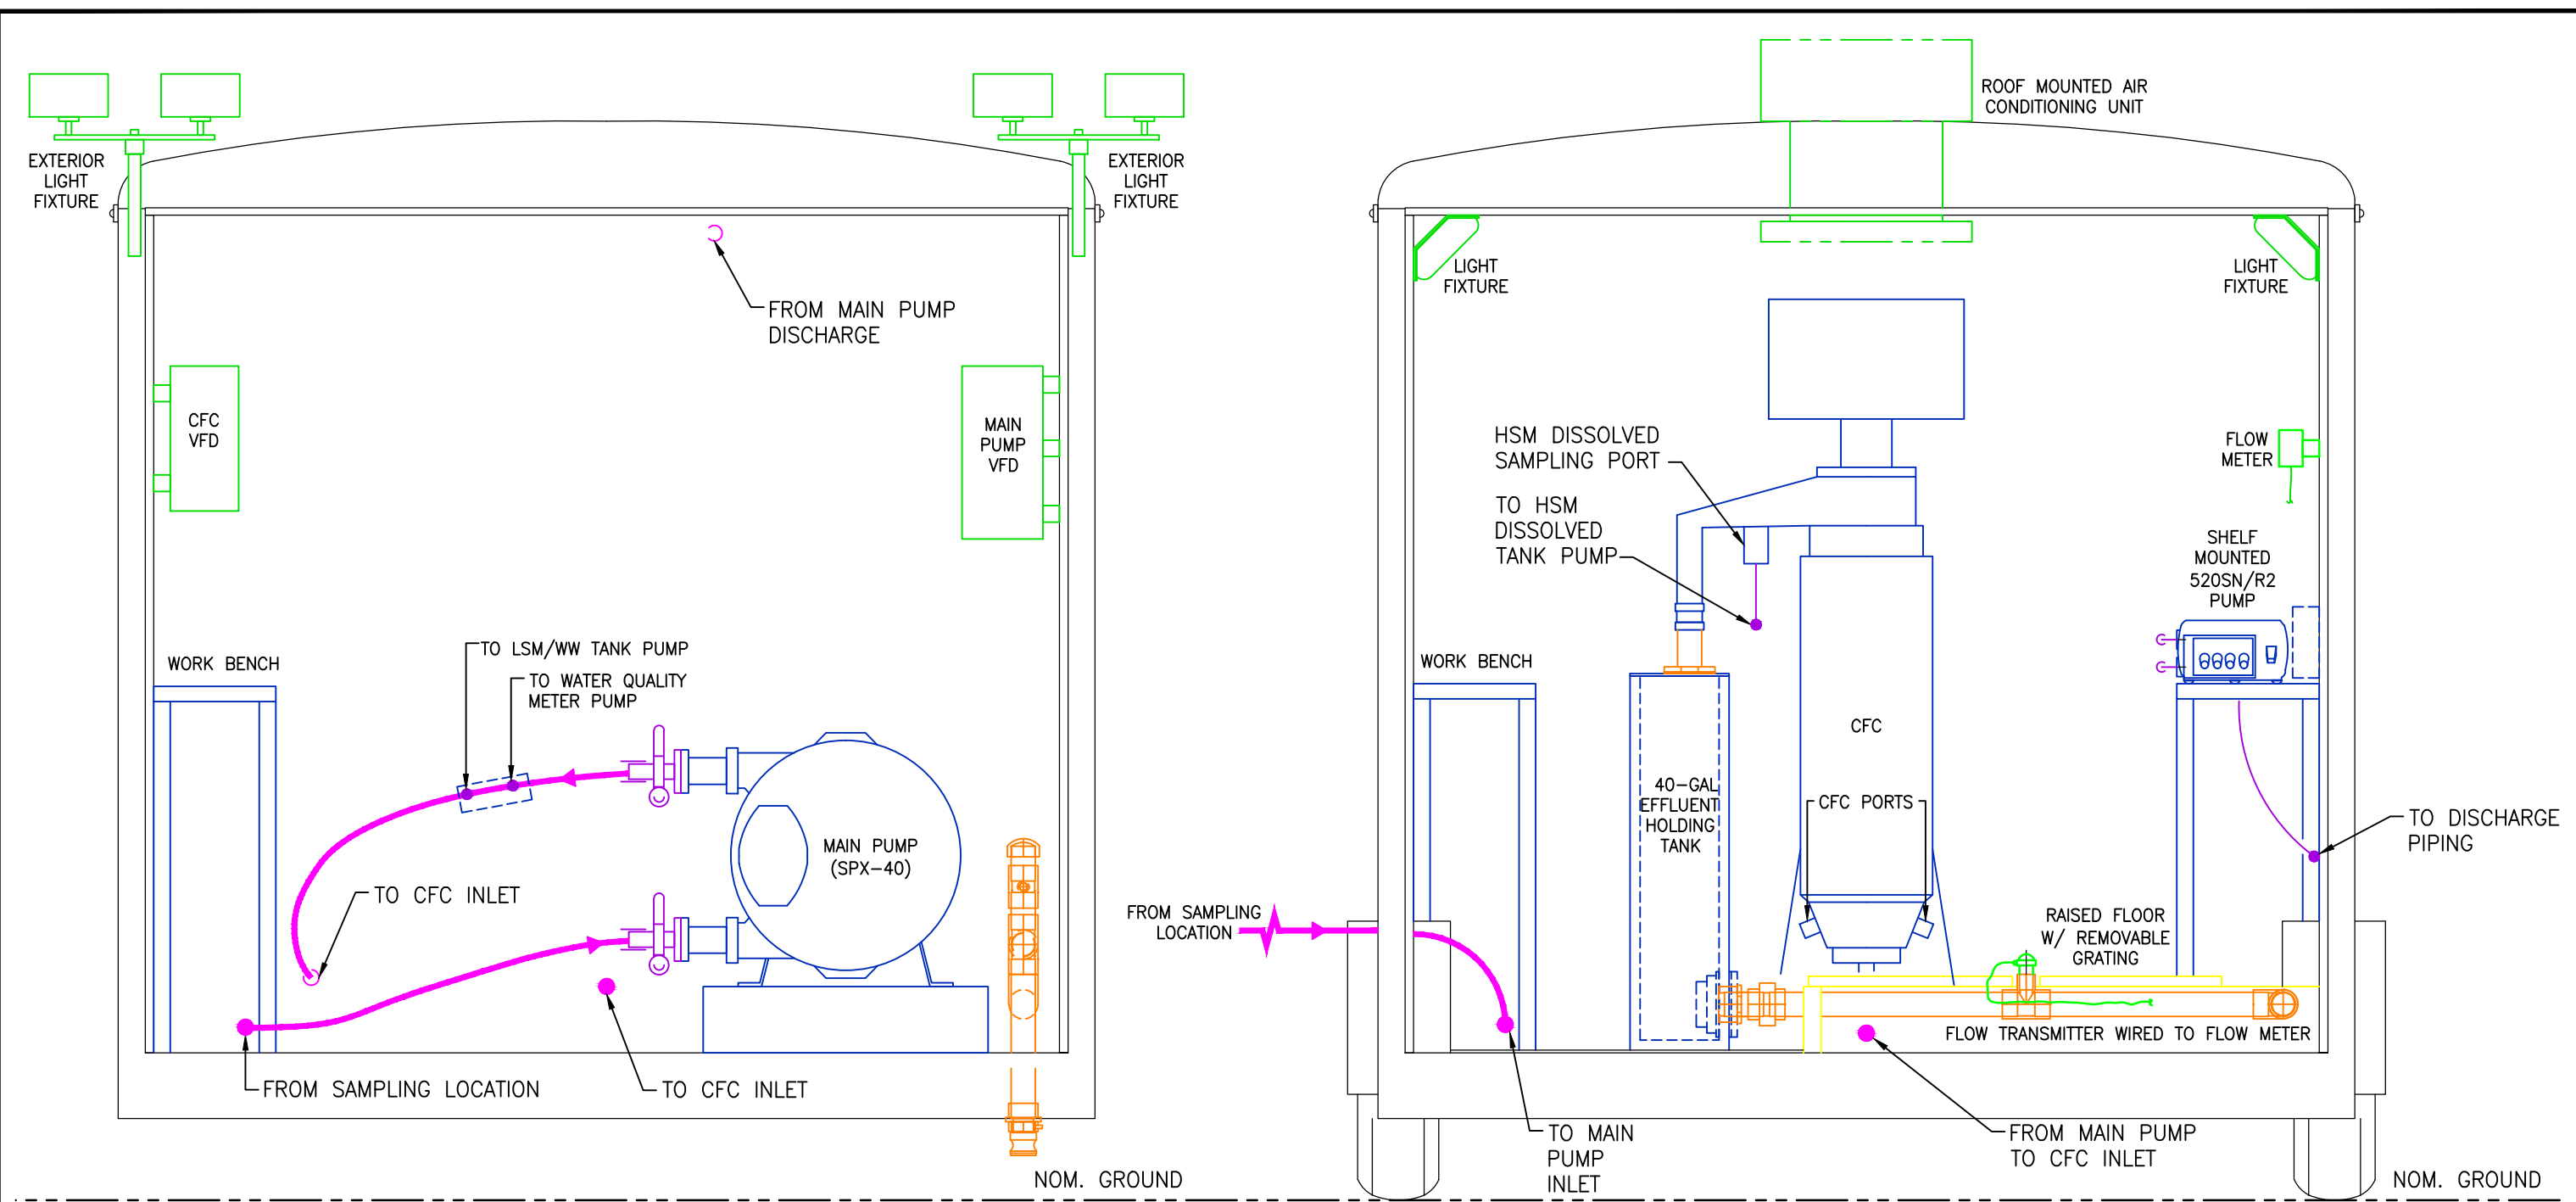 EXTERIOR
LIGHT
FIXTURE
EXTERIOR
LIGHT
FIXTURE
FROM MAIN PUMP
DISCHARGE
CFC
VFD
MAIN
PUMP
VFD
WORK BENCH
TO LSM/WW TANK PUMP
TO WATER QUALITY
METER PUMP
MAIN PUMP
(SPX-40)
TO CFC INLET
FROM SAMPLING LOCATION
TO CFC INLET
NOM. GROUND
ROOF MOUNTED AIR
CONDITIONING UNIT
LIGHT
FIXTURE
LIGHT
FIXTURE
HSM DISSOLVED
SAMPLING PORT
TO HSM
DISSOLVED
TANK PUMP
FLOW
METER
SHELF
MOUNTED
520SN/R2
PUMP
WORK BENCH
CFC
40-GAL
EFFLUENT
HOLDING
TANK
CFC PORTS
TO DISCHARGE
PIPING
FROM SAMPLING
LOCATION
RAISED FLOOR
W/ REMOVABLE
GRATING
FLOW TRANSMITTER WIRED TO FLOW METER
TO MAIN
PUMP
INLET
FROM MAIN PUMP
TO CFC INLET
NOM. GROUND